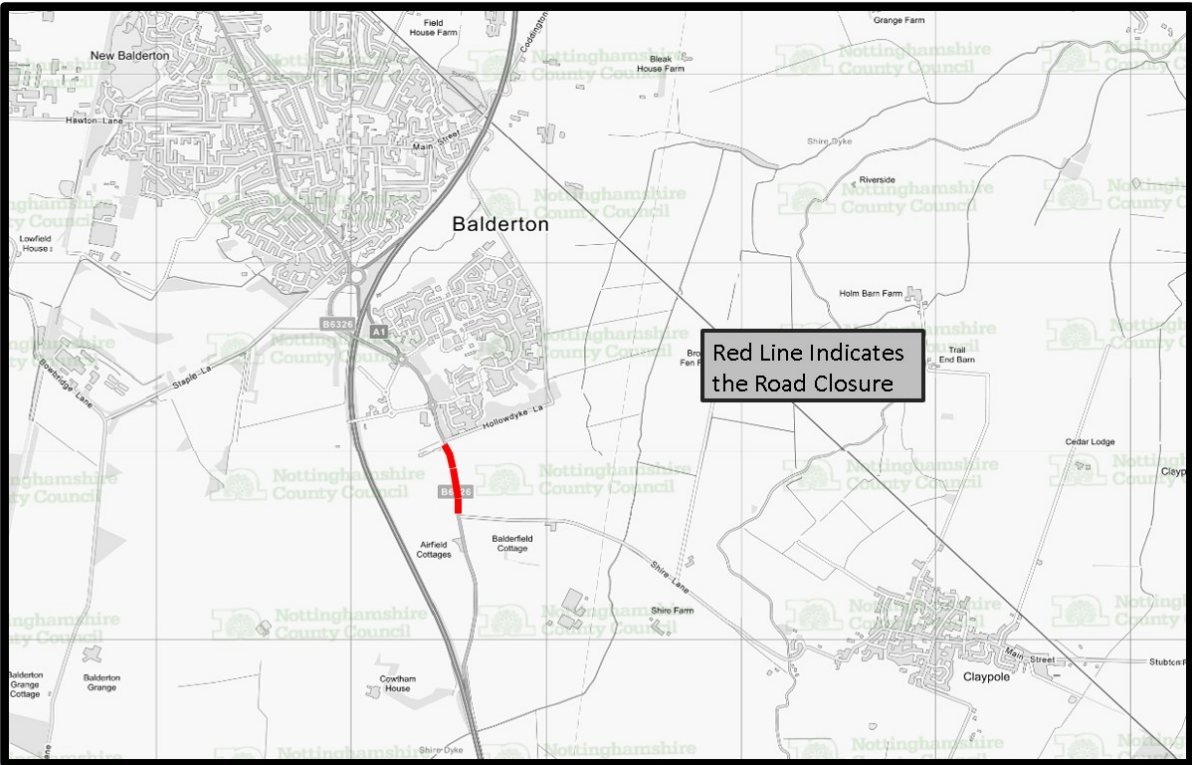 Field
House Farm
Coddington
Grange Farm
New Balderton
Bleak
House Farm
Nottinghamshire
County Council
Hawton Lane
Main Street
Shire Dyke
Riverside
Balderton
Lowfield
House
Holm Barn Farm
B6326
A1
Red Line Indicates
the Road Closure
Trail
End Barn
Bowbridge Lane
Staple La
Hollowdyke La
Cedar Lodge
Nottinghamshire
County Council
Airfield
Cottages
Balderfield
Cottage
Shire Lane
Shire Farm
Balderton
Grange
Cottage
Balderton
Grange
Cowtham
House
Main Street
Claypole
Shire Dyke